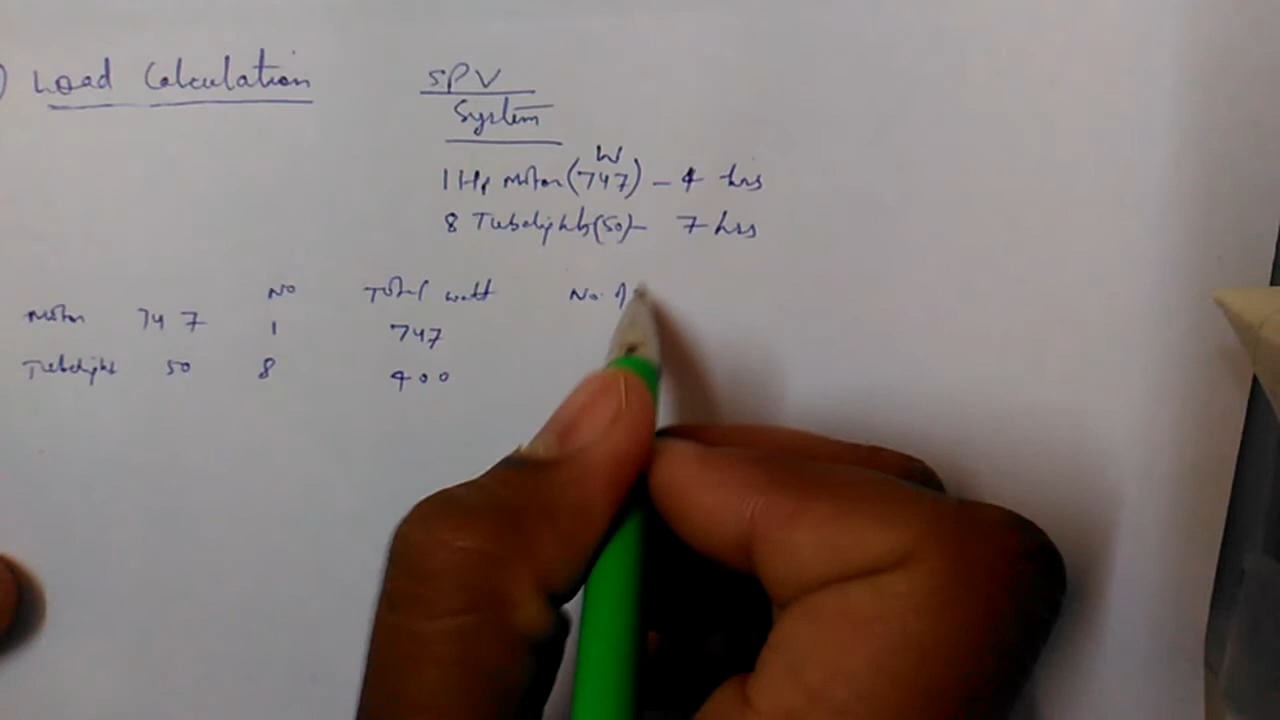 ) Load Calculation
SPV
System
W
1 Hp Motor (747) - 4 hrs
8 Tubelights (50) - 7 hrs
No Total watt No. of
Motor 747 1 747
Tubelight 50 8 400